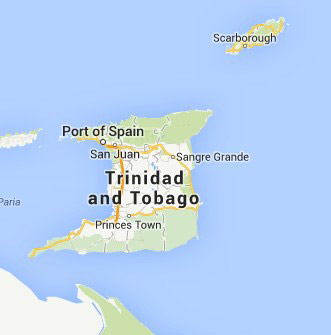 Scarborough
Port of Spain
San Juan
Sangre Grande
Trinidad
and Tobago
Paria
Princes Town